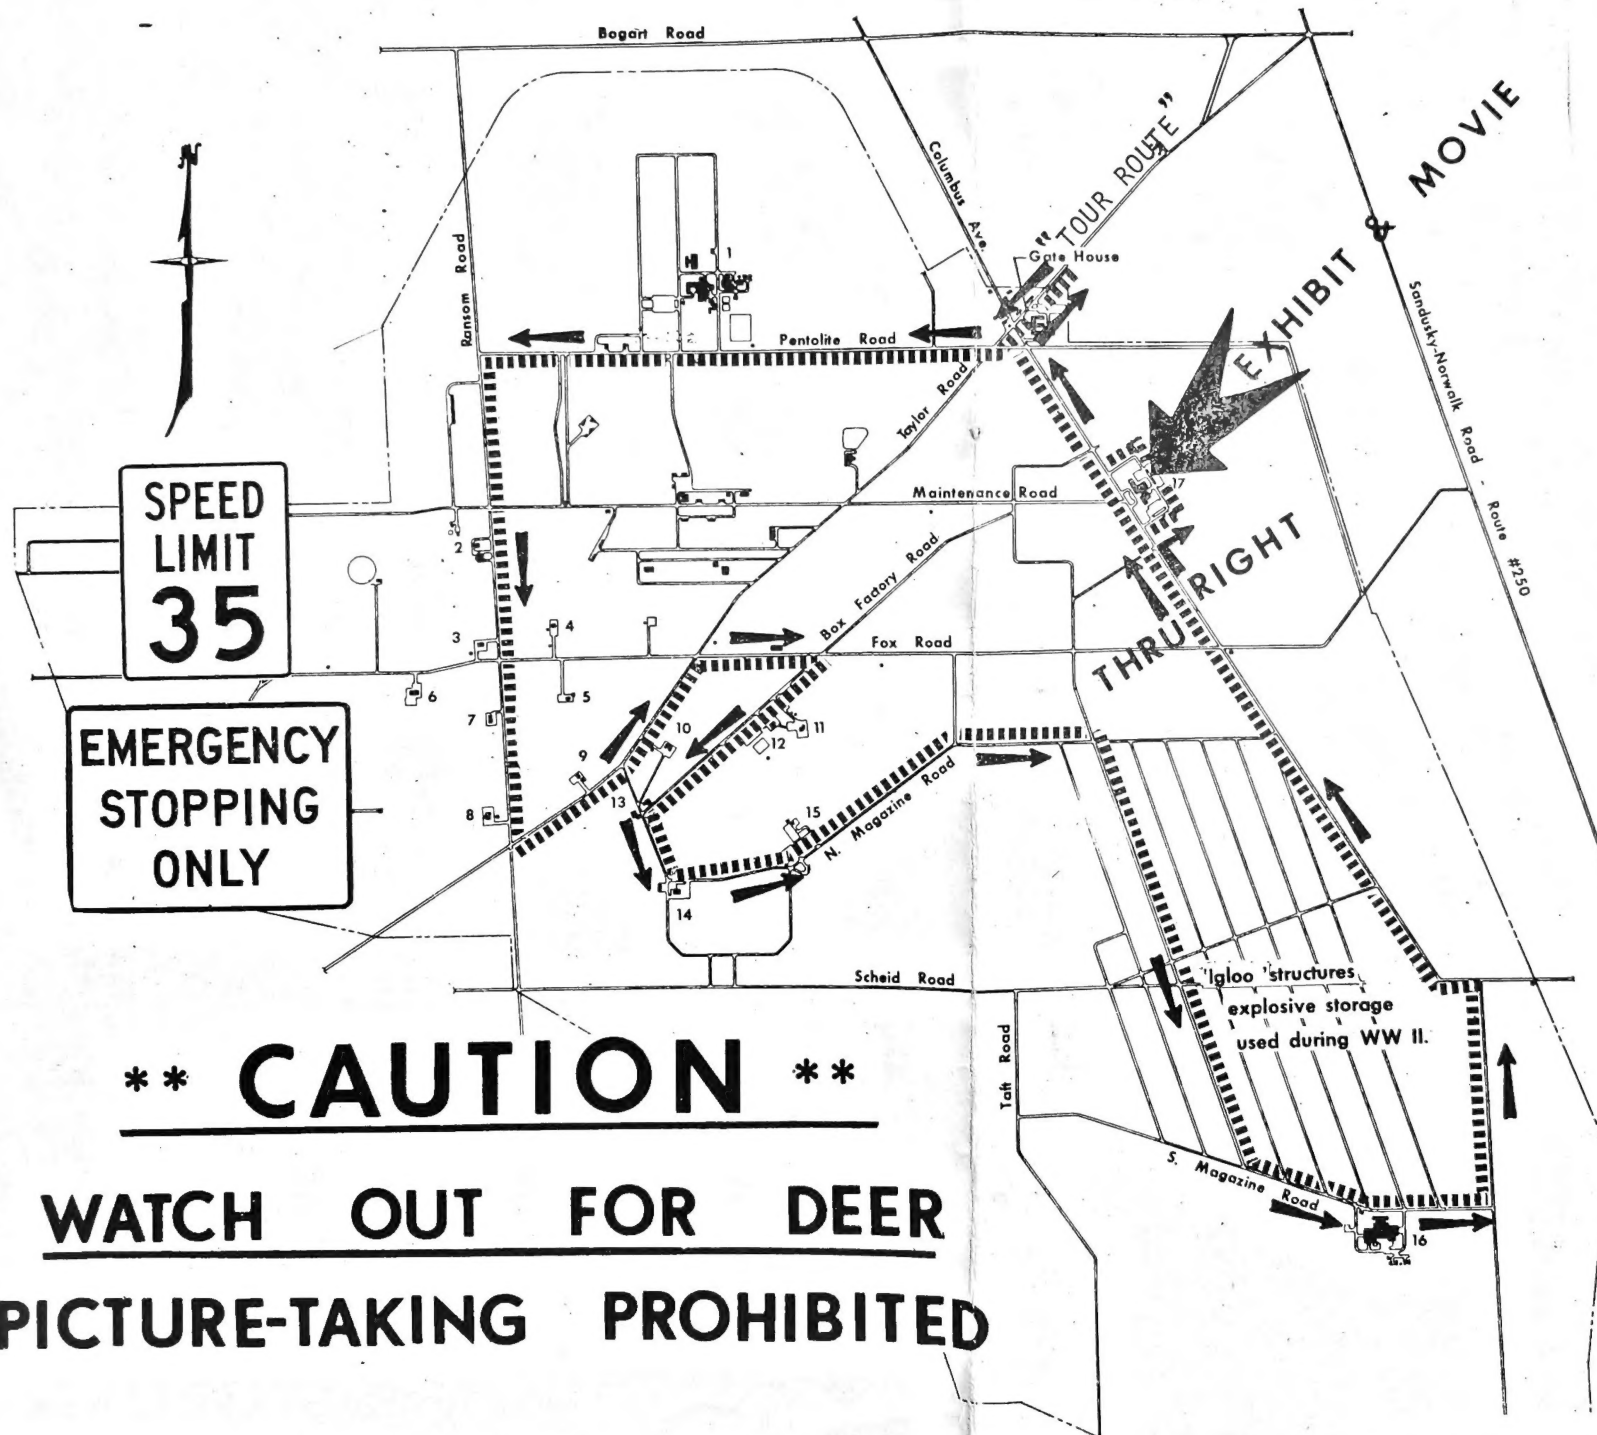 Bogart Road
N
Columbus Ave.
"TOUR ROUTE"
MOVIE
&
EXHIBIT
Gate House
Ransom Road
1
Pentolite Road
Sandusky-Norwalk Road - Route #250
Taylor Road
SPEED
LIMIT
35
Maintenance Road
17
2
Box Factory Road
THRU RIGHT
3
4
Fox Road
5
6
7
EMERGENCY
STOPPING
ONLY
10
11
12
9
13
8
15
N. Magazine Road
14
Scheid Road
'Igloo' structures
explosive storage
used during WW II.
Taft Road
** CAUTION **
S. Magazine Road
16
WATCH OUT FOR DEER
PICTURE-TAKING PROHIBITED